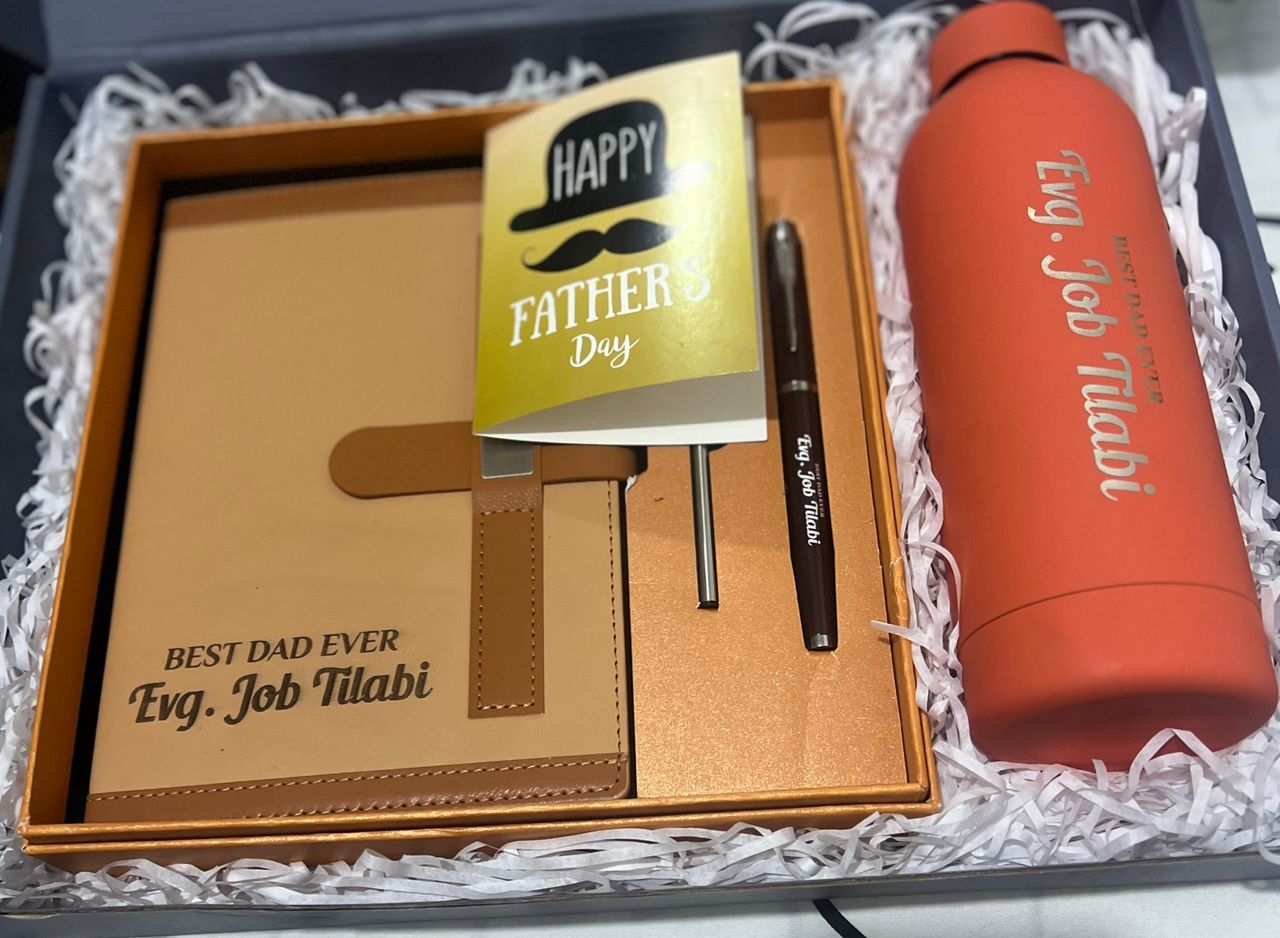 HAPPY
FATHER'S
Day
BEST DAD EVER
Evg. Job Tilabi
BEST DAD EVER
Evg. Job Tilabi
BEST DAD EVER
Evg. Job Tilabi